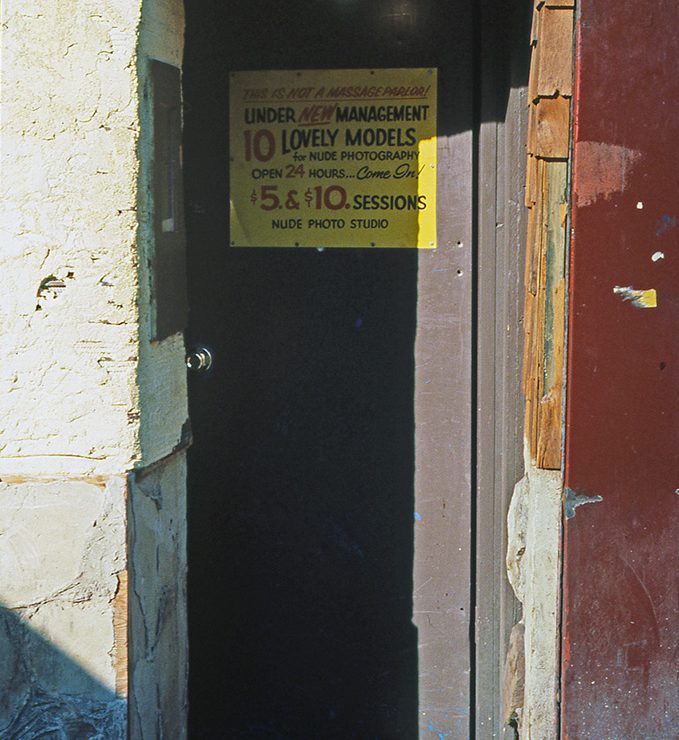 THIS IS NOT A MASSAGE PARLOR!
UNDER NEW MANAGEMENT
10 LOVELY MODELS
for NUDE PHOTOGRAPHY
OPEN 24 HOURS... Come In!
$5. & $10. SESSIONS
NUDE PHOTO STUDIO